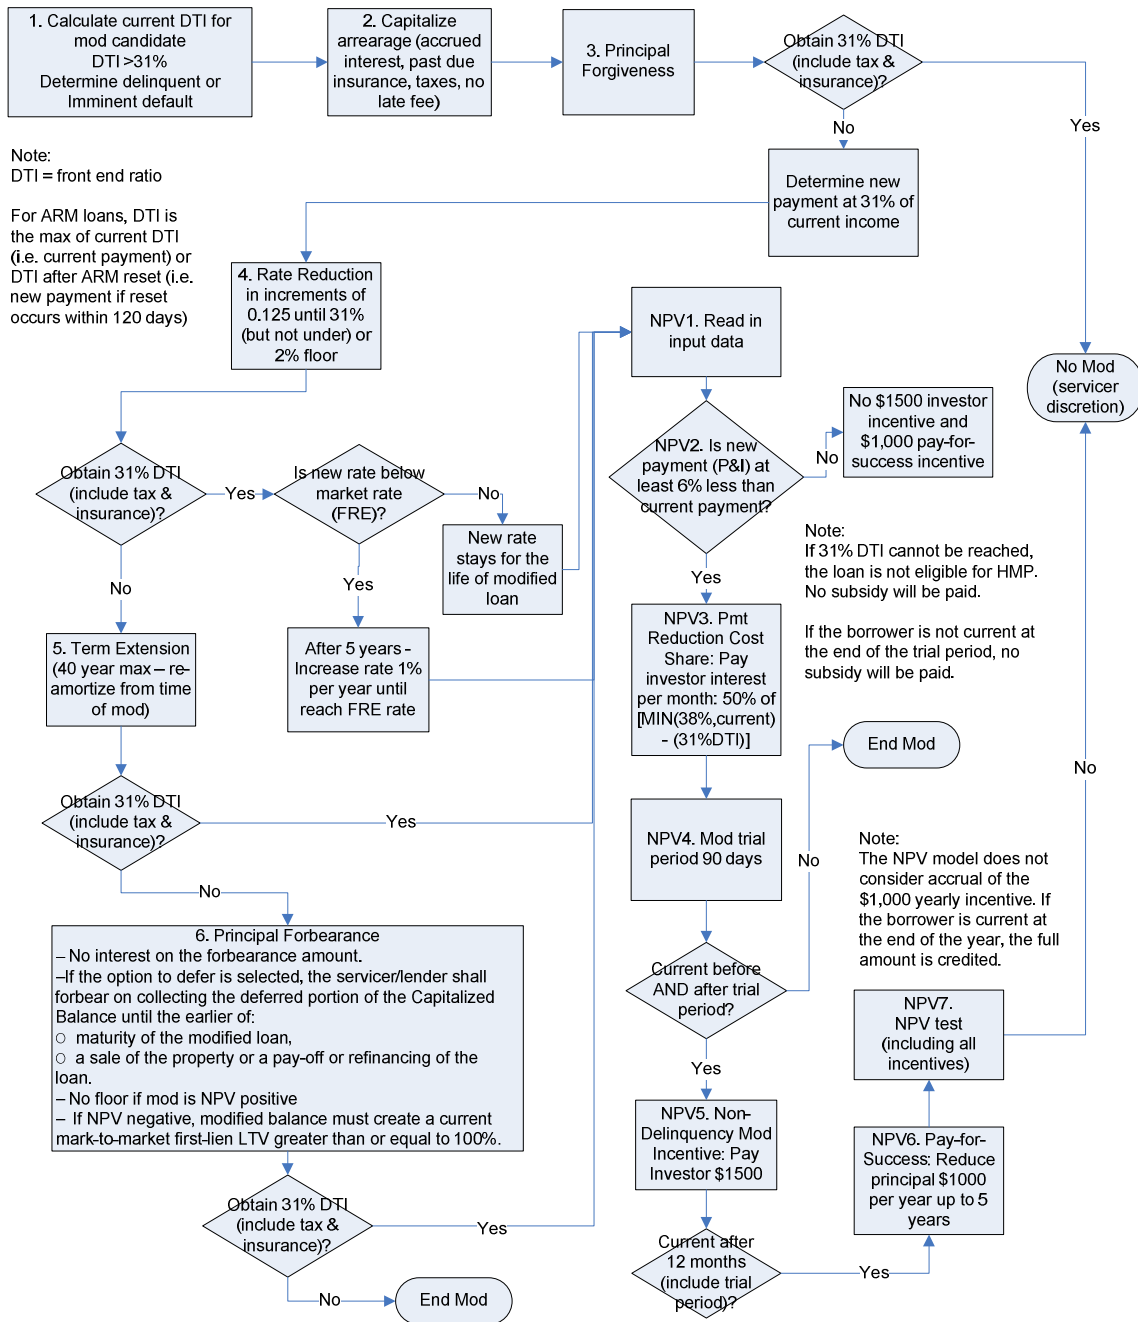 1. Calculate current DTI for
mod candidate
DTI >31%
Determine delinquent or
Imminent default
2. Capitalize
arrearage (accrued
interest, past due
insurance, taxes, no
late fee)
3. Principal
Forgiveness
Obtain 31% DTI
(include tax &
insurance)?
Yes
No
Note:
DTI = front end ratio
For ARM loans, DTI is
the max of current DTI
(i.e. current payment) or
DTI after ARM reset (i.e.
new payment if reset
occurs within 120 days)
Determine new
payment at 31% of
current income
4. Rate Reduction
in increments of
0.125 until 31%
(but not under) or
2% floor
NPV1. Read in
input data
No Mod
(servicer
discretion)
Obtain 31% DTI
(include tax &
insurance)?
Yes
Is new rate below
market rate
(FRE)?
No
New rate
stays for the
life of modified
loan
NPV2. Is new
payment (P&I) at
least 6% less than
current payment?
No
No $1500 investor
incentive and
$1,000 pay-for-
success incentive
No
Yes
Yes
Note:
If 31% DTI cannot be reached,
the loan is not eligible for HMP.
No subsidy will be paid.
If the borrower is not current at
the end of the trial period, no
subsidy will be paid.
5. Term Extension
(40 year max – re-
amortize from time
of mod)
After 5 years -
Increase rate 1%
per year until
reach FRE rate
NPV3. Pmt
Reduction Cost
Share: Pay
investor interest
per month: 50% of
[MIN(38%,current)
- (31%DTI)]
End Mod
No
Obtain 31% DTI
(include tax &
insurance)?
Yes
No
NPV4. Mod trial
period 90 days
No
Note:
The NPV model does not
consider accrual of the
$1,000 yearly incentive. If
the borrower is current at
the end of the year, the full
amount is credited.
6. Principal Forbearance
– No interest on the forbearance amount.
–If the option to defer is selected, the servicer/lender shall
forbear on collecting the deferred portion of the Capitalized
Balance until the earlier of:
○ maturity of the modified loan,
○ a sale of the property or a pay-off or refinancing of the
loan.
– No floor if mod is NPV positive
– If NPV negative, modified balance must create a current
mark-to-market first-lien LTV greater than or equal to 100%.
Current before
AND after trial
period?
Yes
NPV7.
NPV test
(including all
incentives)
NPV5. Non-
Delinquency Mod
Incentive: Pay
Investor $1500
NPV6. Pay-for-
Success: Reduce
principal $1000
per year up to 5
years
Obtain 31% DTI
(include tax &
insurance)?
Yes
No
End Mod
Current after
12 months
(include trial
period)?
Yes